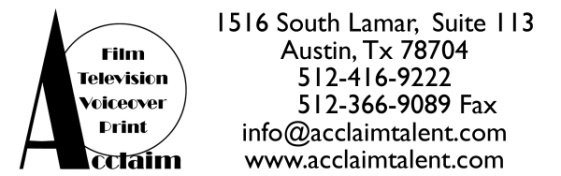 Film
Television
Voiceover
Print
Acclaim
1516 South Lamar,  Suite 113
Austin, Tx 78704
512-416-9222
512-366-9089 Fax
info@acclaimtalent.com
www.acclaimtalent.com